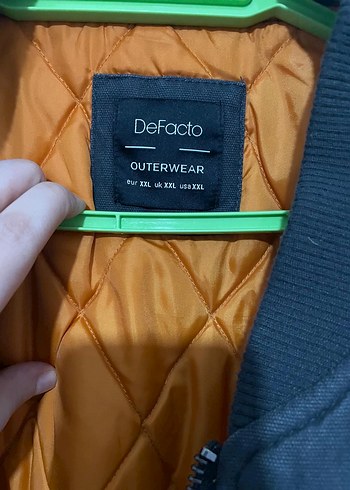 DeFacto
OUTERWEAR
eur XXL uk XXL usa XXL